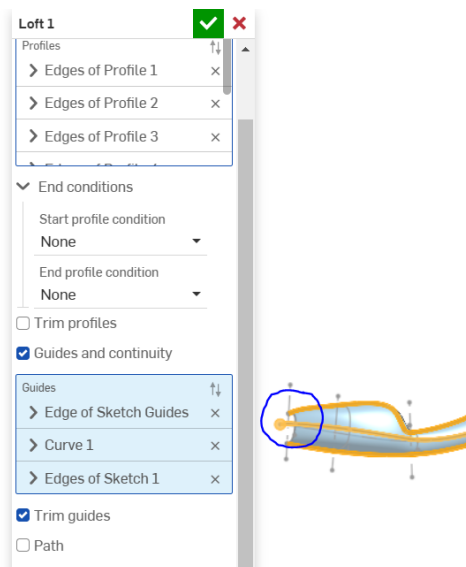 Loft 1
Profiles
Edges of Profile 1
Edges of Profile 2
Edges of Profile 3
End conditions
Start profile condition
None
End profile condition
None
Trim profiles
Guides and continuity
Guides
Edge of Sketch Guides
Curve 1
Edges of Sketch 1
Trim guides
Path